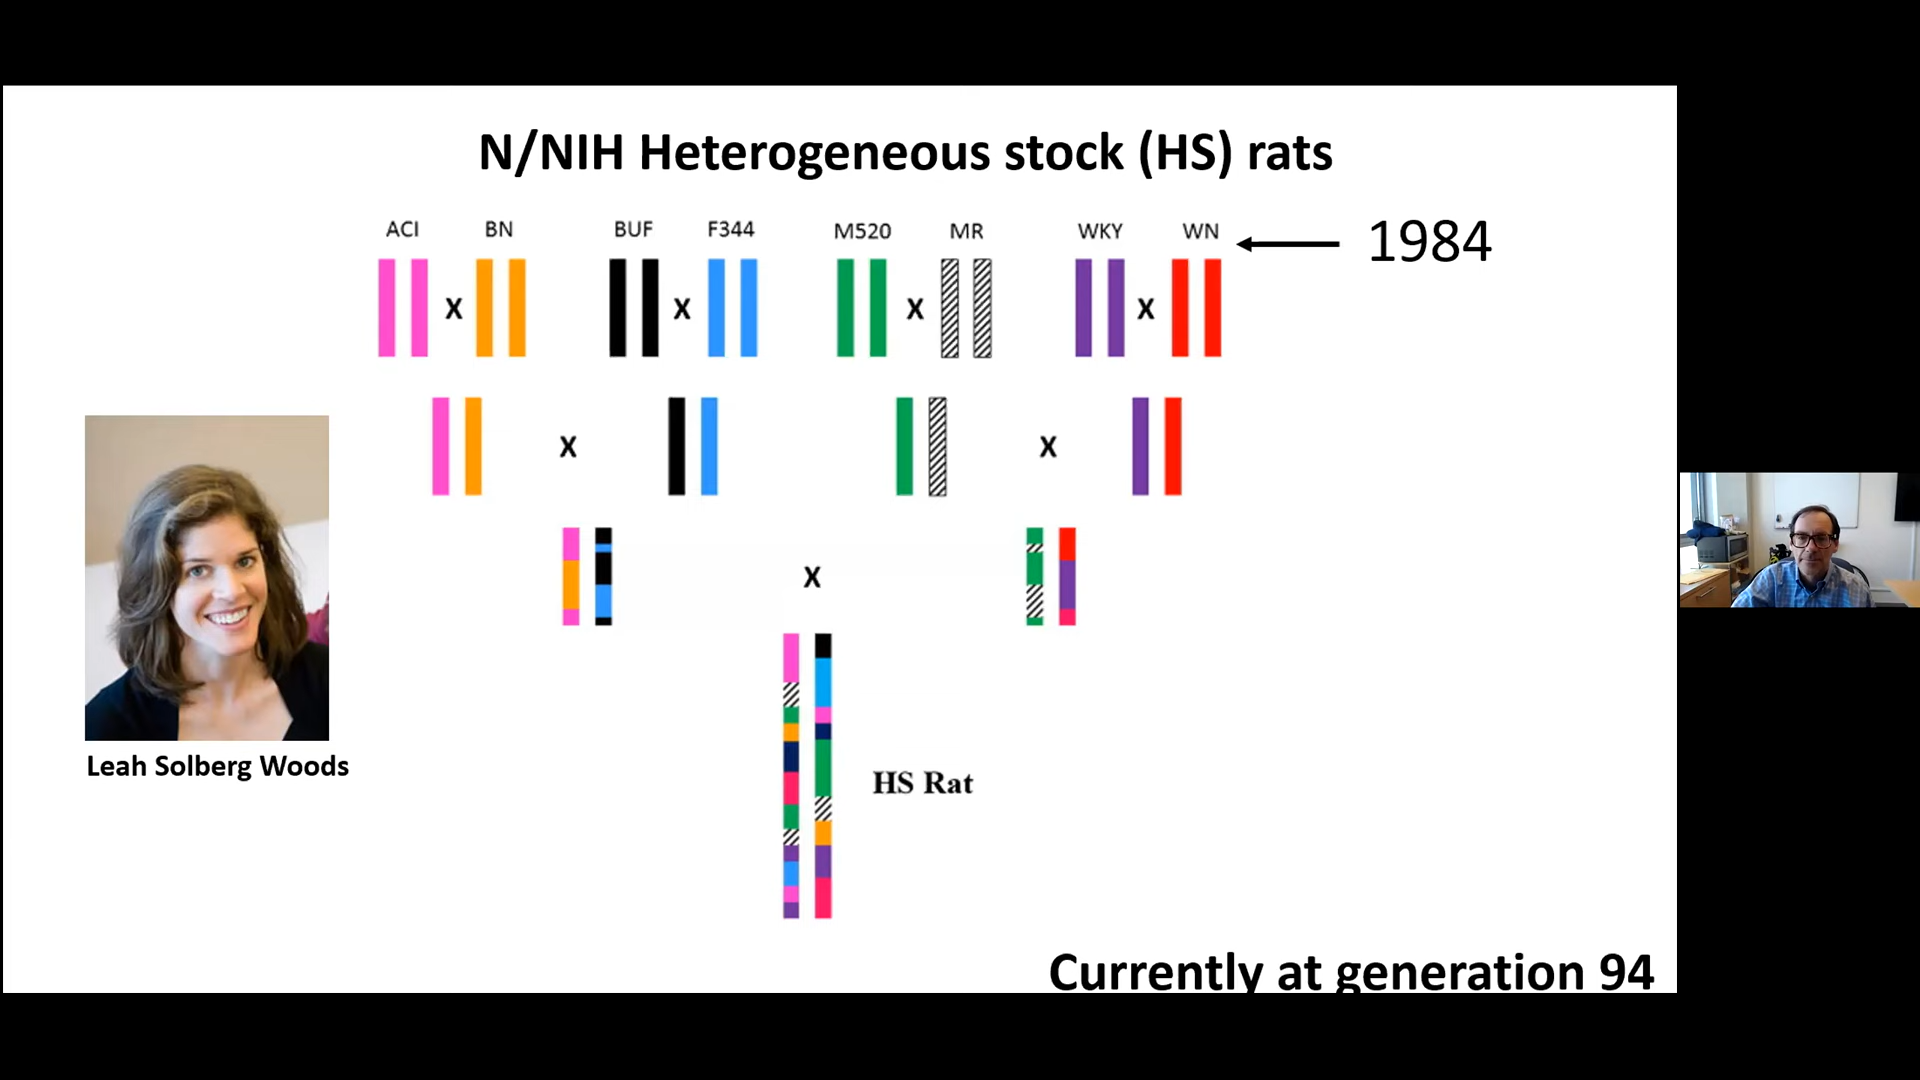 N/NIH Heterogeneous stock (HS) rats
ACI BN BUF F344 M520 MR WKY WN 1984
X X X X
X X
X
Leah Solberg Woods
HS Rat
Currently at generation 94